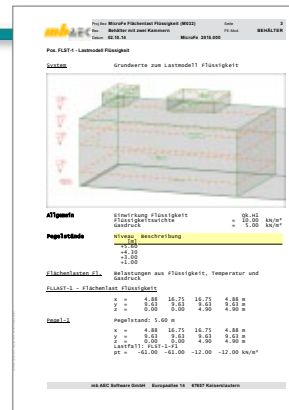 mb AEC
Proj.Bez MicroFe Flächenlast Flüssigkeit (M032) Seite 2
Bez. Behälter mit zwei Kammern BEHÄLTER
Datum 02.10.14 MicroFe 2015.000
Pos. FLST-1 - Lastmodell Flüssigkeit
System Grundwerte zum Lastmodell Flüssigkeit
Allgemein Einwirkung Flüssigkeit Qk.Hl
Flüssigkeitswichte = 10.00 kN/m³
Gasdruck = 5.00 kN/m²
Pegelstände Niveau Beschreibung
[m]
+5.60
+4.30
+3.00
+1.00
Flächenlasten Fl. Belastungen aus Flüssigkeit, Temperatur und
Gasdruck
FLLAST-1 - Flächenlast Flüssigkeit
x = 4.88 16.75 16.75 4.88 m
y = 9.63 9.63 9.63 9.63 m
z = 0.00 0.00 4.90 4.90 m
Pegel-1 Pegelstand: 5.60 m
x = 4.88 16.75 16.75 4.88 m
y = 9.63 9.63 9.63 9.63 m
z = 0.00 0.00 4.90 4.90 m
Lastfall: FLST-1-Fl
pt = -61.00 -61.00 -12.00 -12.00 kN/m²
mb AEC Software GmbH Europaallee 14 67657 Kaiserslautern